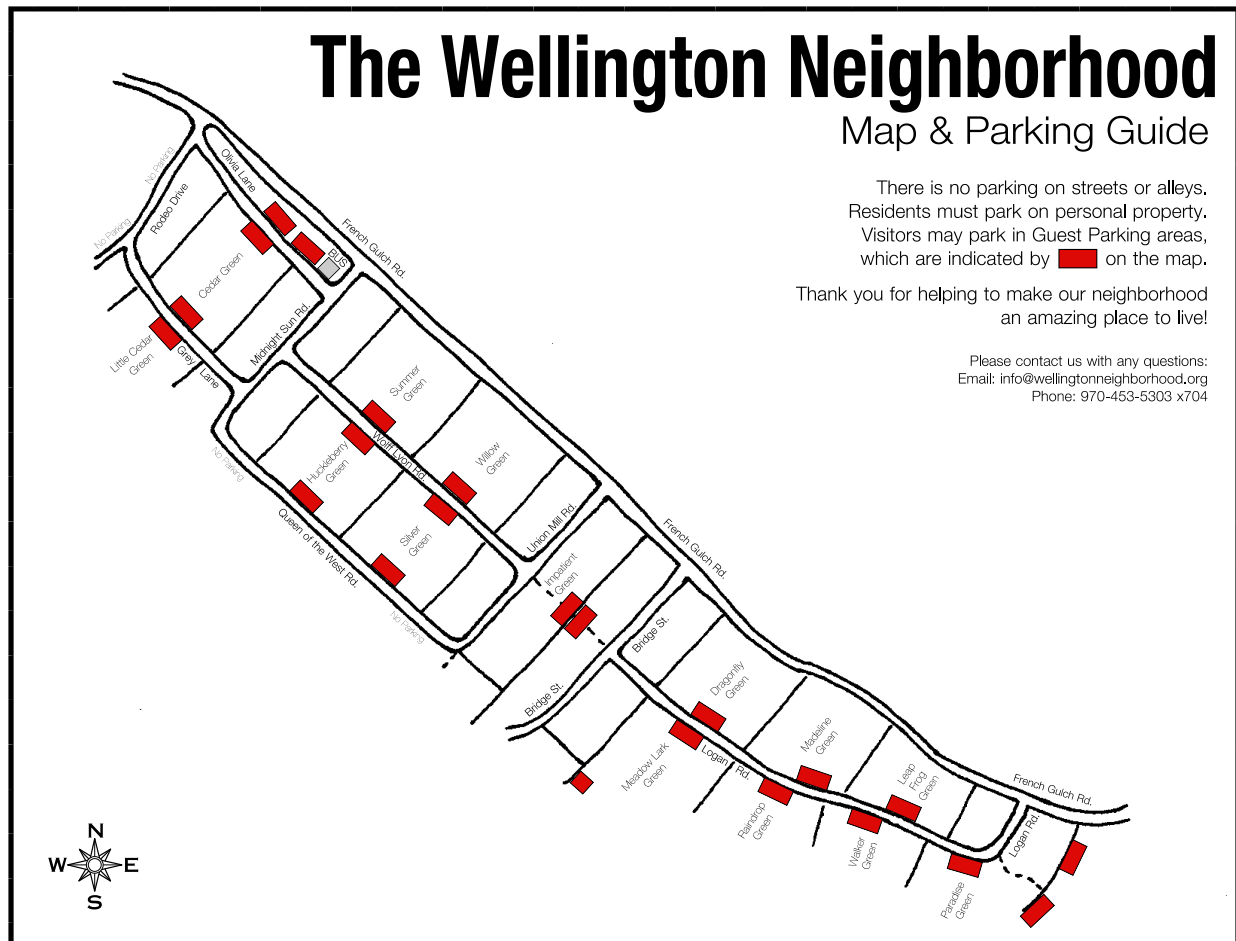 The Wellington Neighborhood
Map & Parking Guide
There is no parking on streets or alleys.
Residents must park on personal property.
Visitors may park in Guest Parking areas,
which are indicated by on the map.
Thank you for helping to make our neighborhood
an amazing place to live!
Please contact us with any questions:
Email: info@wellingtonneighborhood.org
Phone: 970-453-5303 x704
No Parking
No Parking
Rodeo Drive
Olivia Lane
French Gulch Rd.
BUS
Cedar Green
Midnight Sun Rd.
Little Cedar
Green
Grey Lane
Summer
Green
Wolff Lyon Rd.
Willow
Green
Huckleberry
Green
No Parking
Silver
Green
Queen of the West Rd.
No Parking
Union Mill Rd.
French Gulch Rd.
Impatient
Green
Bridge St.
Bridge St.
Dragonfly
Green
Meadow Lark
Green
Logan Rd.
Madeline
Green
Raindrop
Green
Leap
Frog
Green
Walker
Green
French Gulch Rd.
Logan Rd.
Paradise
Green
N
W
E
S